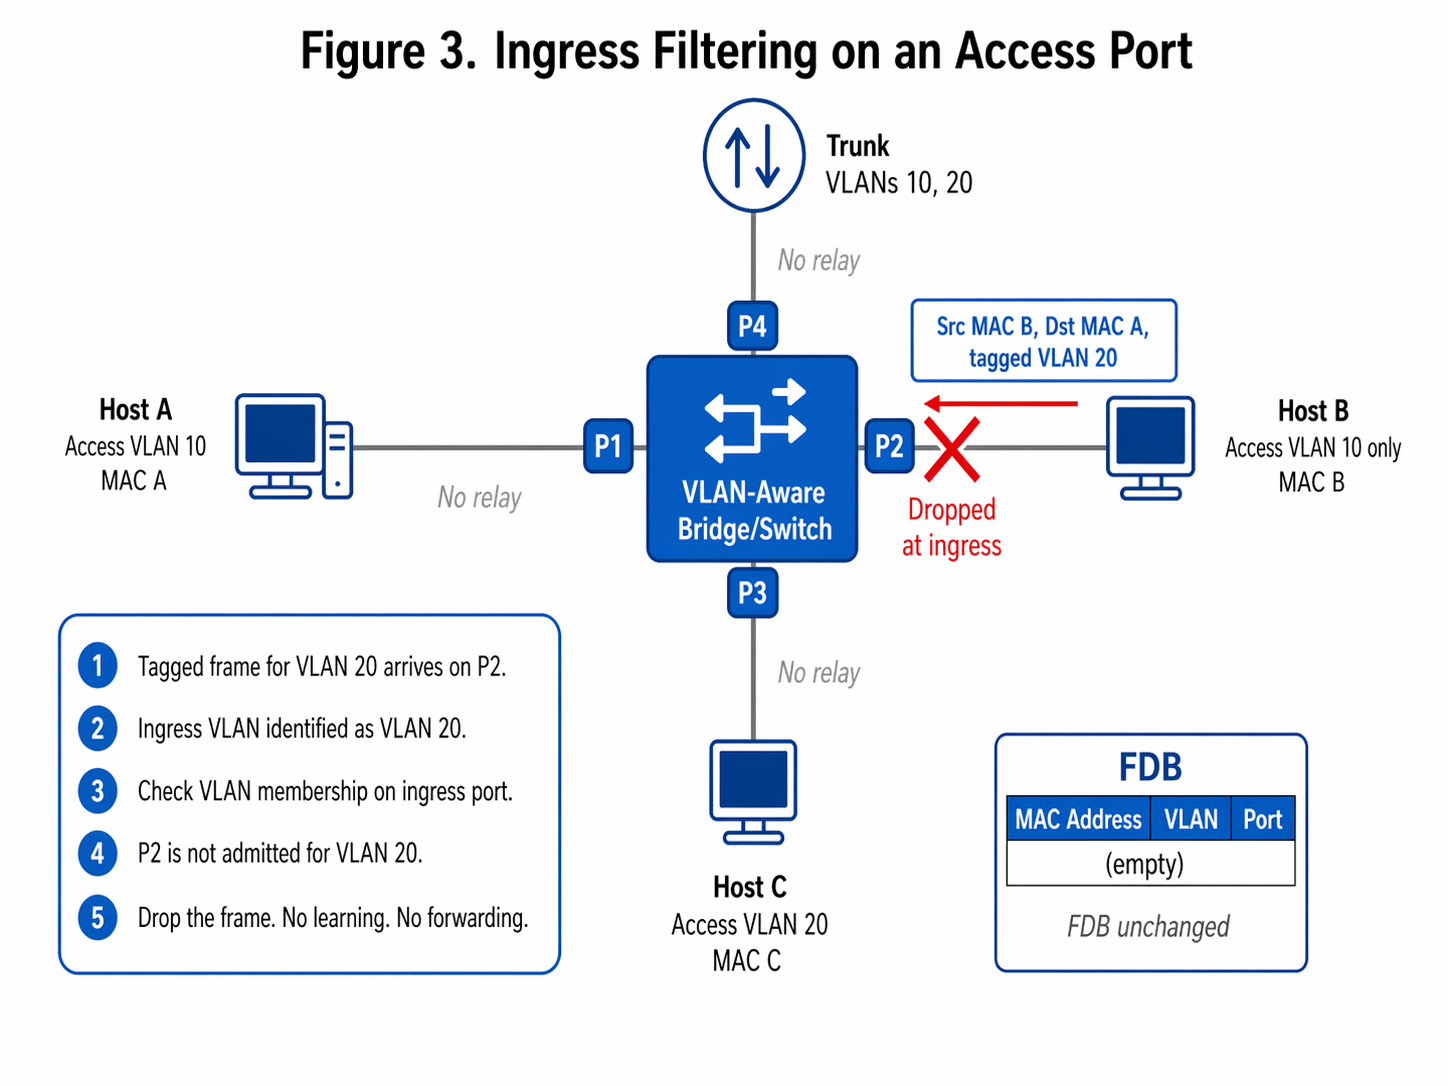 Figure 3. Ingress Filtering on an Access Port
Trunk
VLANs 10, 20
No relay
P4
Src MAC B, Dst MAC A,
tagged VLAN 20
Host A
Access VLAN 10
MAC A
P1
No relay
VLAN-Aware
Bridge/Switch
P2
Dropped
at ingress
Host B
Access VLAN 10 only
MAC B
P3
No relay
Host C
Access VLAN 20
MAC C
1 Tagged frame for VLAN 20 arrives on P2.
2 Ingress VLAN identified as VLAN 20.
3 Check VLAN membership on ingress port.
4 P2 is not admitted for VLAN 20.
5 Drop the frame. No learning. No forwarding.
FDB
MAC Address VLAN Port
(empty)
FDB unchanged